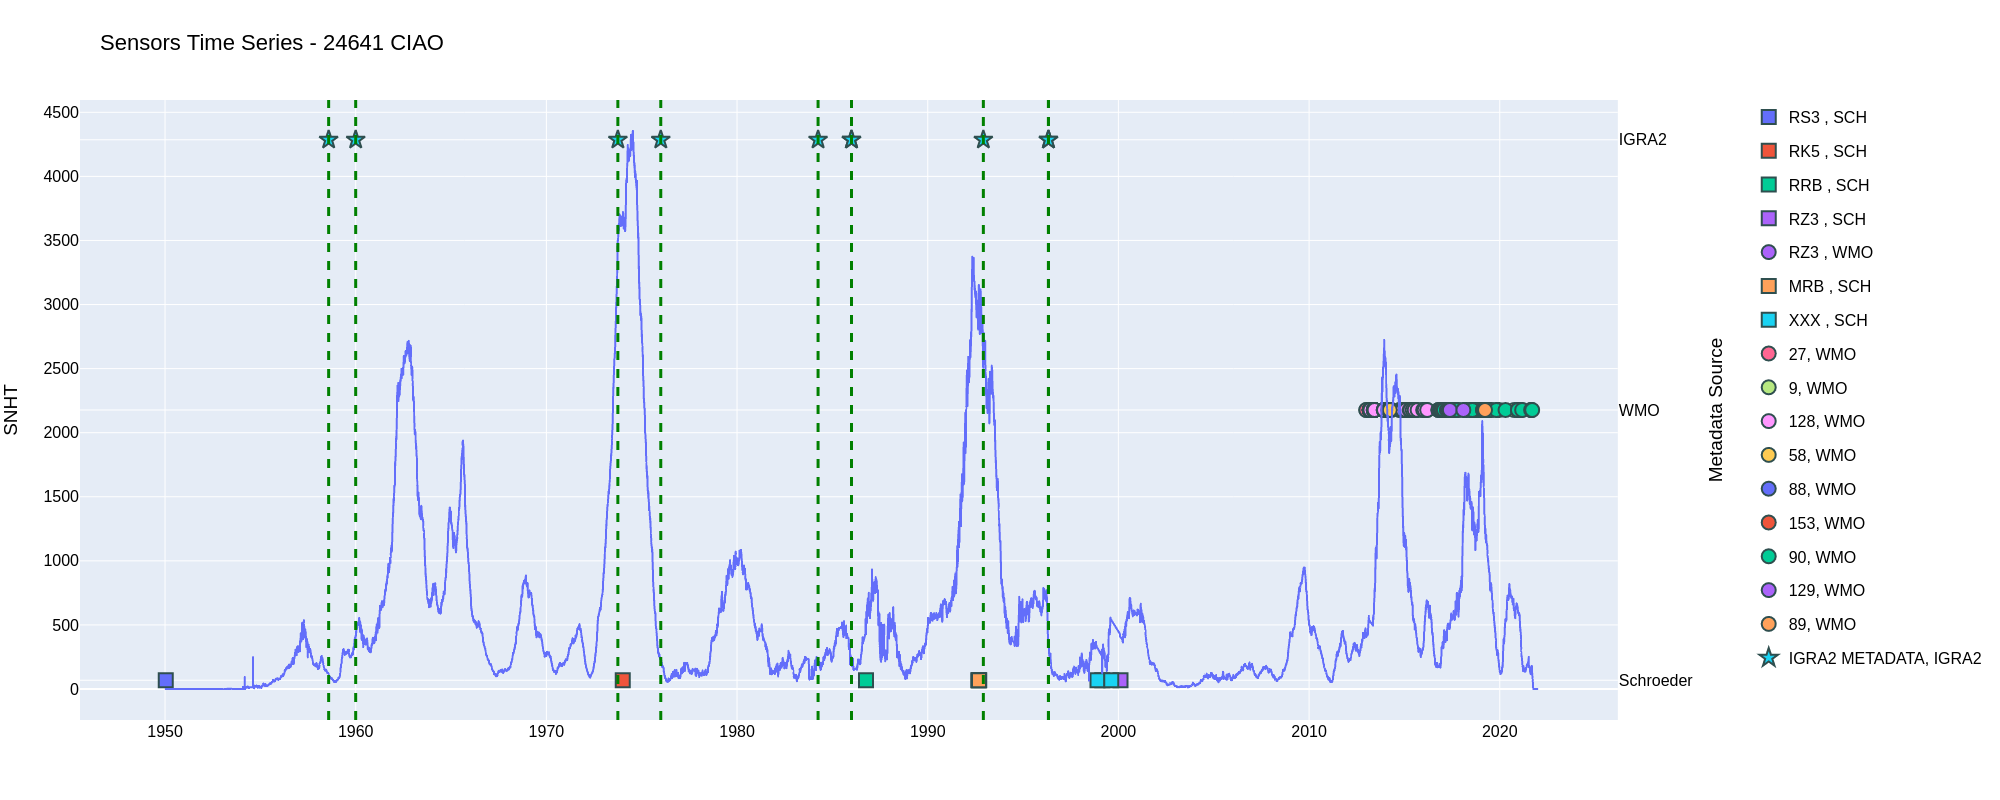 Sensors Time Series - 24641 CIAO
SNHT
4500
4000
3500
3000
2500
2000
1500
1000
500
0
1950
1960
1970
1980
1990
2000
2010
2020
IGRA2
WMO
Schroeder
Metadata Source
RS3 , SCH
RK5 , SCH
RRB , SCH
RZ3 , SCH
RZ3 , WMO
MRB , SCH
XXX , SCH
27, WMO
9, WMO
128, WMO
58, WMO
88, WMO
153, WMO
90, WMO
129, WMO
89, WMO
IGRA2 METADATA, IGRA2